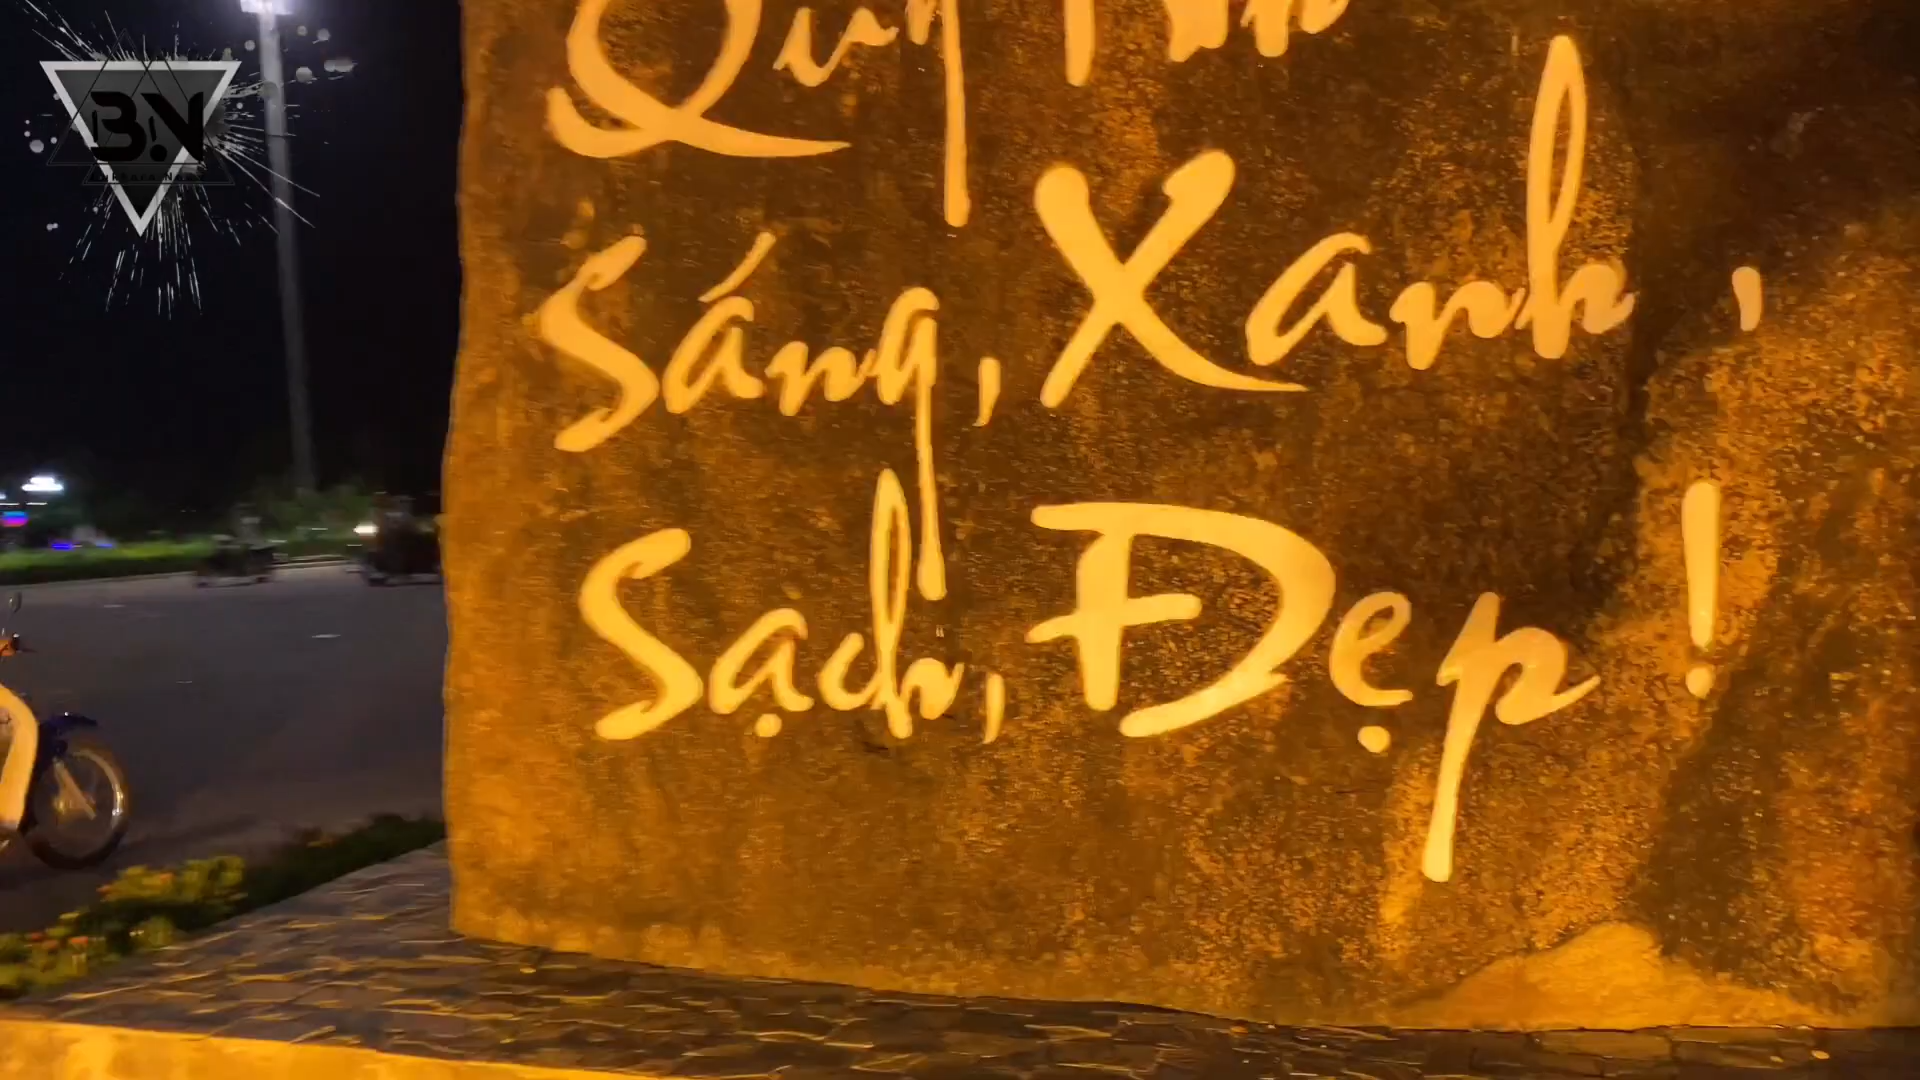 B.N
Sáng, Xanh,
Sạch, Đẹp !